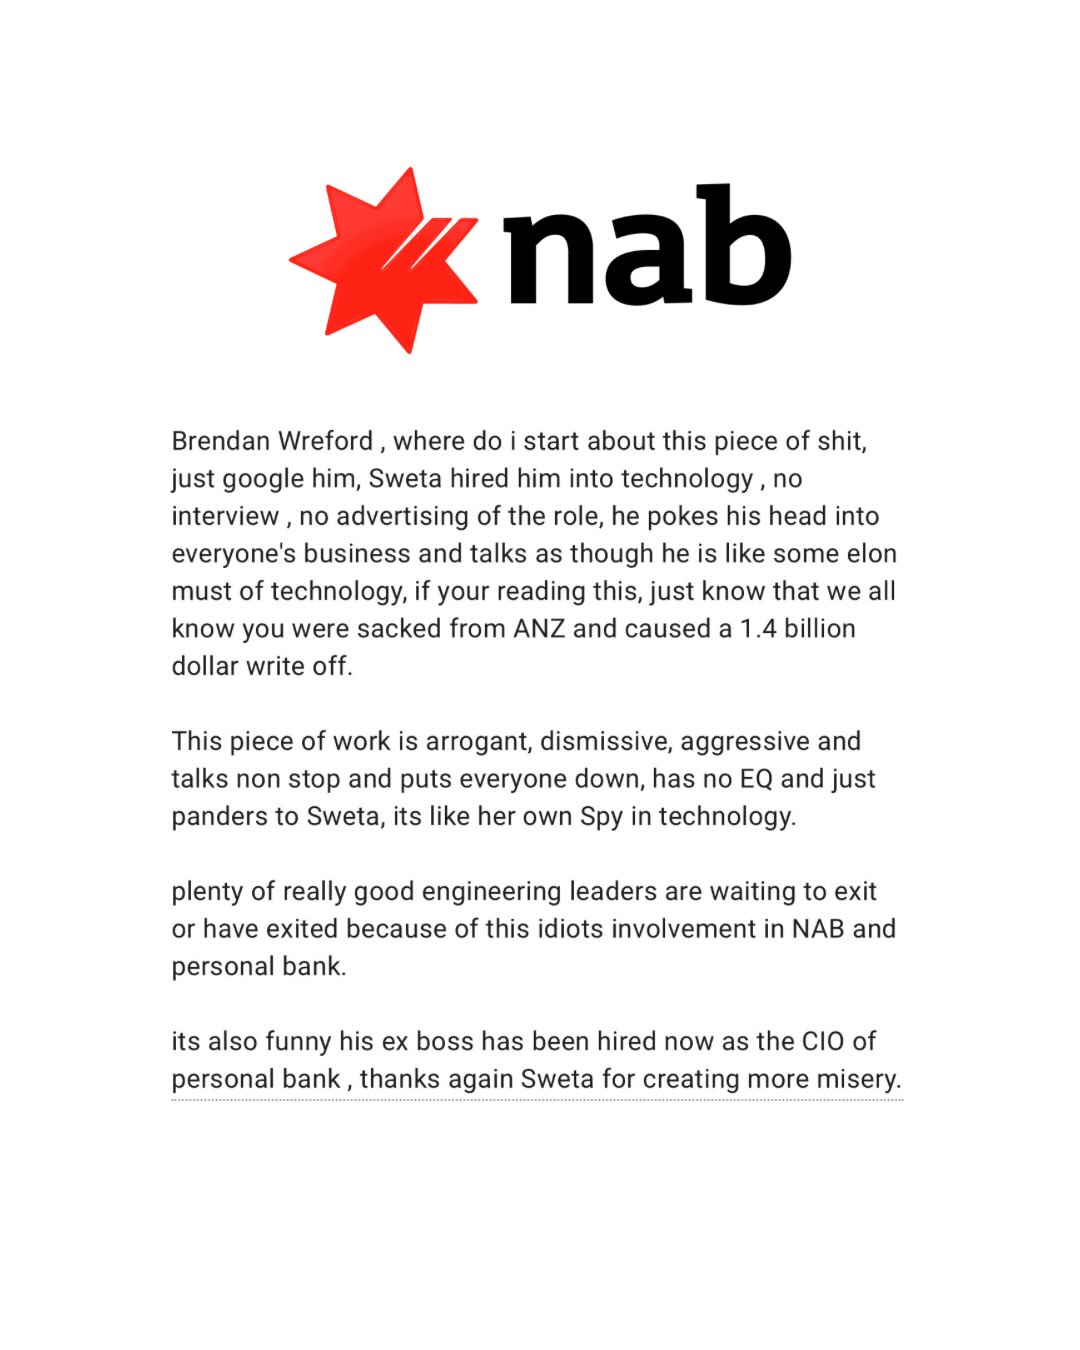 nab
Brendan Wreford , where do i start about this piece of shit,
just google him, Sweta hired him into technology , no
interview , no advertising of the role, he pokes his head into
everyone's business and talks as though he is like some elon
must of technology, if your reading this, just know that we all
know you were sacked from ANZ and caused a 1.4 billion
dollar write off.
This piece of work is arrogant, dismissive, aggressive and
talks non stop and puts everyone down, has no EQ and just
panders to Sweta, its like her own Spy in technology.
plenty of really good engineering leaders are waiting to exit
or have exited because of this idiots involvement in NAB and
personal bank.
its also funny his ex boss has been hired now as the CIO of
personal bank , thanks again Sweta for creating more misery.